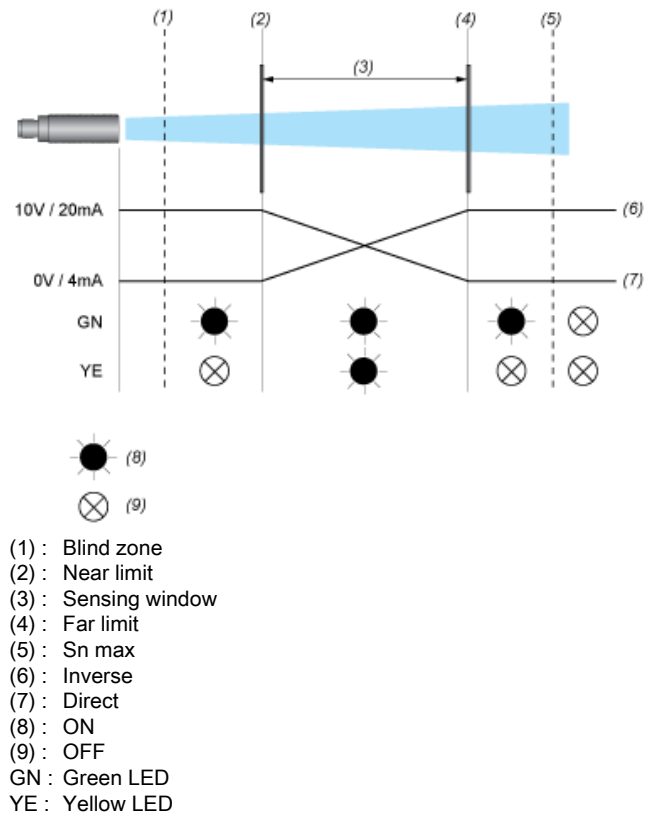 (1) (2) (4) (5)
(3)
10V / 20mA (6)
0V / 4mA (7)
GN
YE
(8)
(9)
(1) : Blind zone
(2) : Near limit
(3) : Sensing window
(4) : Far limit
(5) : Sn max
(6) : Inverse
(7) : Direct
(8) : ON
(9) : OFF
GN : Green LED
YE : Yellow LED